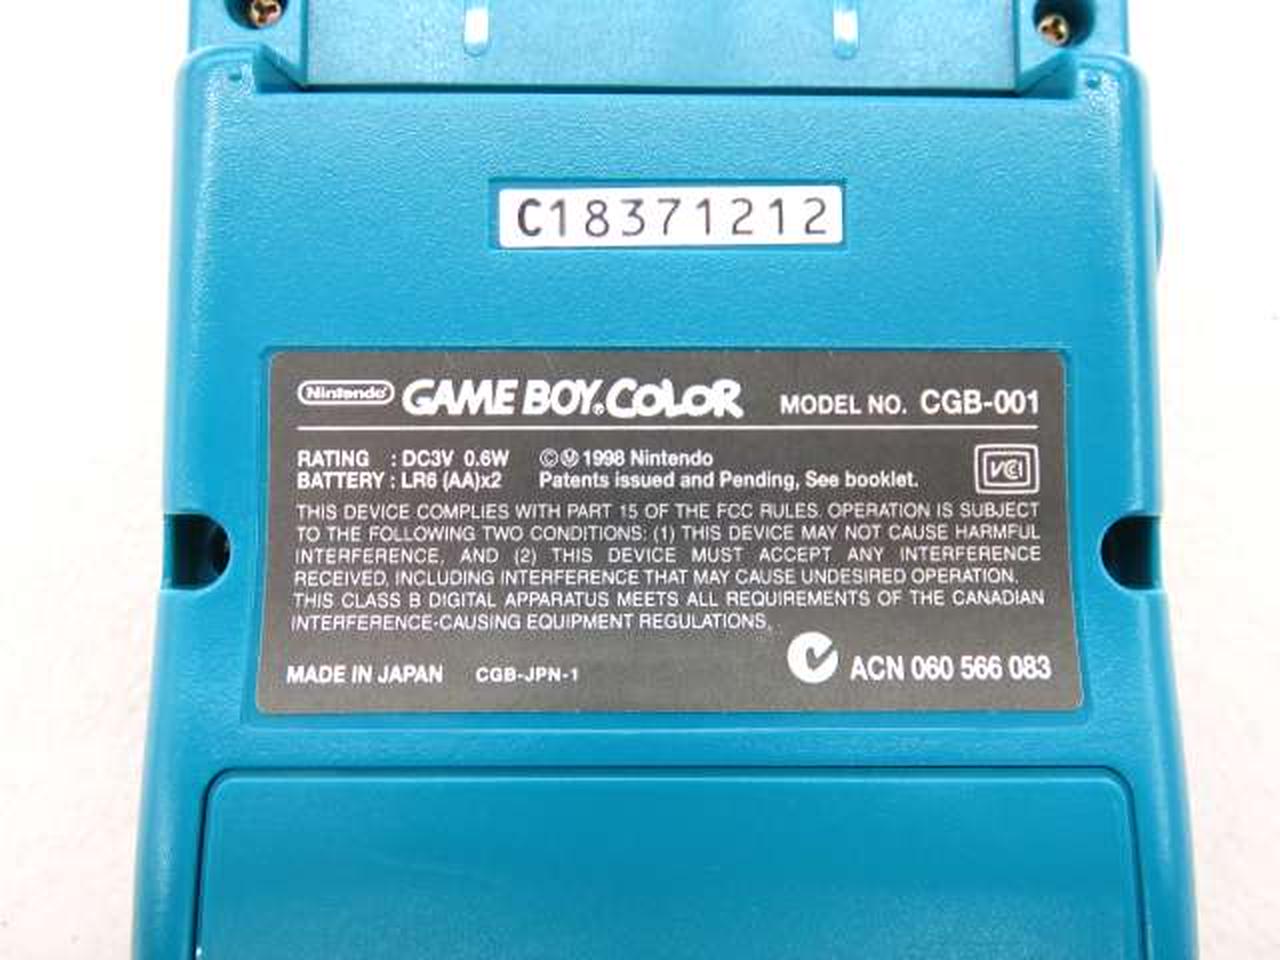 C18371212
Nintendo GAME BOY COLOR MODEL NO. CGB-001
RATING : DC3V 0.6W ©Ⓜ 1998 Nintendo
BATTERY : LR6 (AA)x2 Patents issued and Pending, See booklet.
VCI
THIS DEVICE COMPLIES WITH PART 15 OF THE FCC RULES. OPERATION IS SUBJECT
TO THE FOLLOWING TWO CONDITIONS: (1) THIS DEVICE MAY NOT CAUSE HARMFUL
INTERFERENCE, AND (2) THIS DEVICE MUST ACCEPT ANY INTERFERENCE
RECEIVED, INCLUDING INTERFERENCE THAT MAY CAUSE UNDESIRED OPERATION.
THIS CLASS B DIGITAL APPARATUS MEETS ALL REQUIREMENTS OF THE CANADIAN
INTERFERENCE-CAUSING EQUIPMENT REGULATIONS.
MADE IN JAPAN CGB-JPN-1 ACN 060 566 083